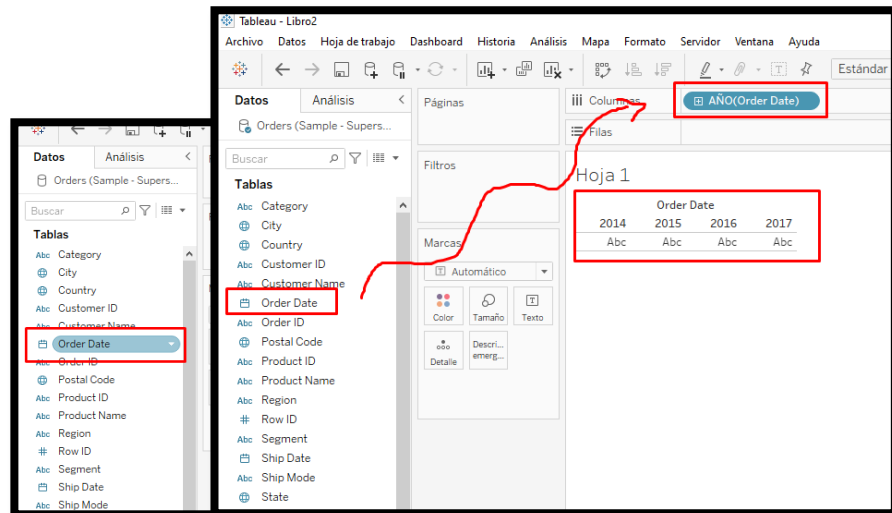 Tableau - Libro2
Archivo Datos Hoja de trabajo Dashboard Historia Análisis Mapa Formato Servidor Ventana Ayuda
Estándar
Datos Análisis
Orders (Sample - Supers...
Buscar
Tablas
Abc Category
City
Country
Abc Customer ID
Abc Customer Name
Order Date
Abc Order ID
Postal Code
Abc Product ID
Abc Product Name
Abc Region
# Row ID
Abc Segment
Ship Date
Abc Ship Mode
Datos Análisis
Orders (Sample - Supers...
Buscar
Tablas
Abc Category
City
Country
Abc Customer ID
Abc Customer Name
Order Date
Abc Order ID
Postal Code
Abc Product ID
Abc Product Name
Abc Region
# Row ID
Abc Segment
Ship Date
Abc Ship Mode
State
Páginas
Filtros
Marcas
Automático
Color Tamaño Texto
Detalle Descri...
emerg...
Columnas AÑO(Order Date)
Filas
Hoja 1
Order Date
2014 2015 2016 2017
Abc Abc Abc Abc